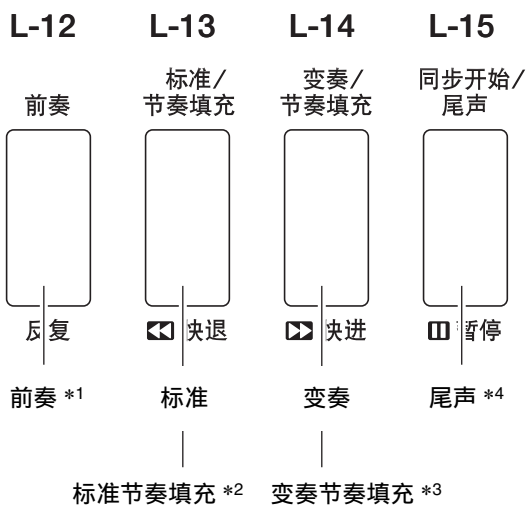 L-12 L-13 L-14 L-15
标准/ 变奏/ 同步开始/
前奏 节奏填充 节奏填充 尾声
反复 快退 快进 暂停
前奏 *1 标准 变奏 尾声 *4
标准节奏填充 *2 变奏节奏填充 *3